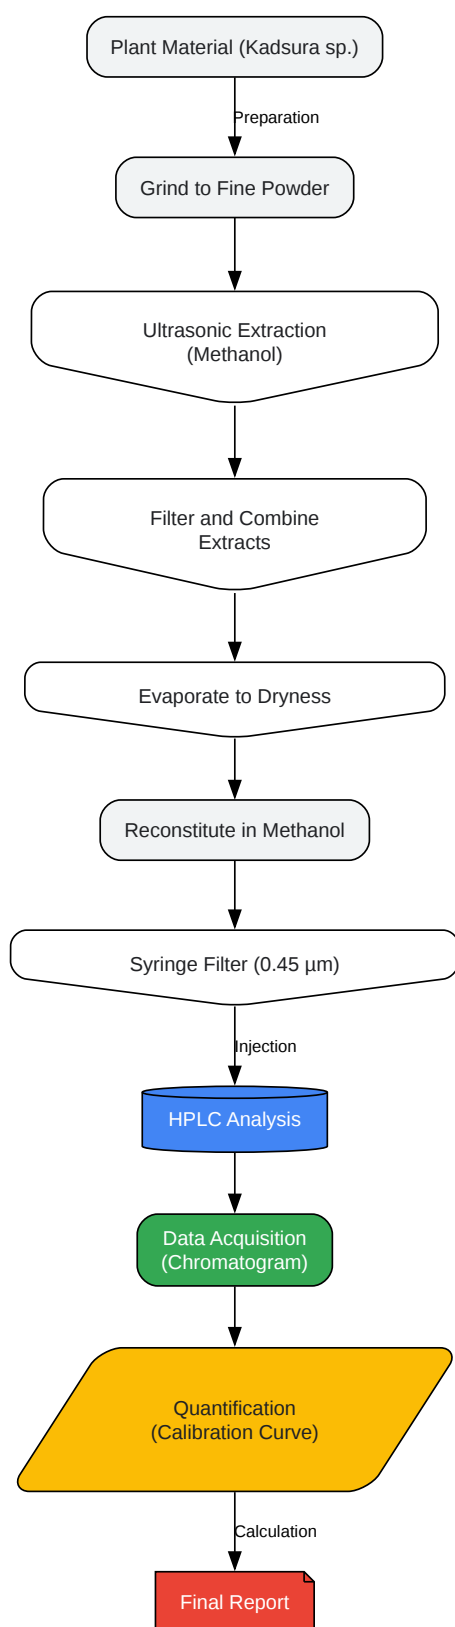 Plant Material (Kadsura sp.)
Preparation
Grind to Fine Powder
Ultrasonic Extraction
(Methanol)
Filter and Combine
Extracts
Evaporate to Dryness
Reconstitute in Methanol
Syringe Filter (0.45 µm)
Injection
HPLC Analysis
Data Acquisition
(Chromatogram)
Quantification
(Calibration Curve)
Calculation
Final Report